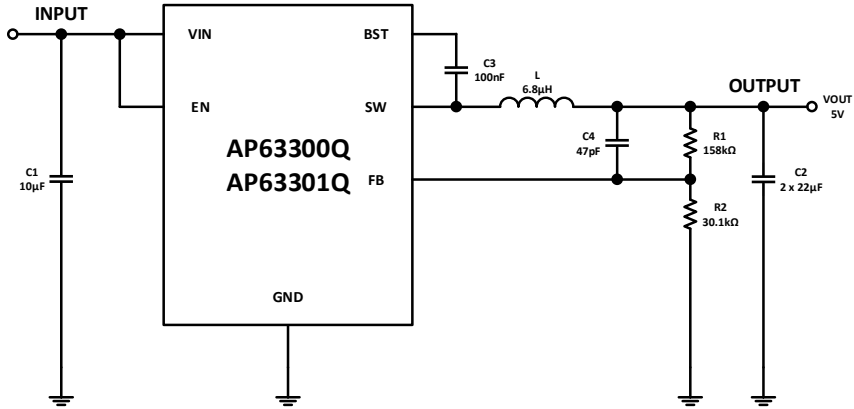 INPUT
VIN
BST
C3
100nF
L
6.8µH
OUTPUT
VOUT
5V
EN
SW
C4
47pF
R1
158kΩ
AP63300Q
AP63301Q
FB
C1
10µF
C2
2 x 22µF
R2
30.1kΩ
GND